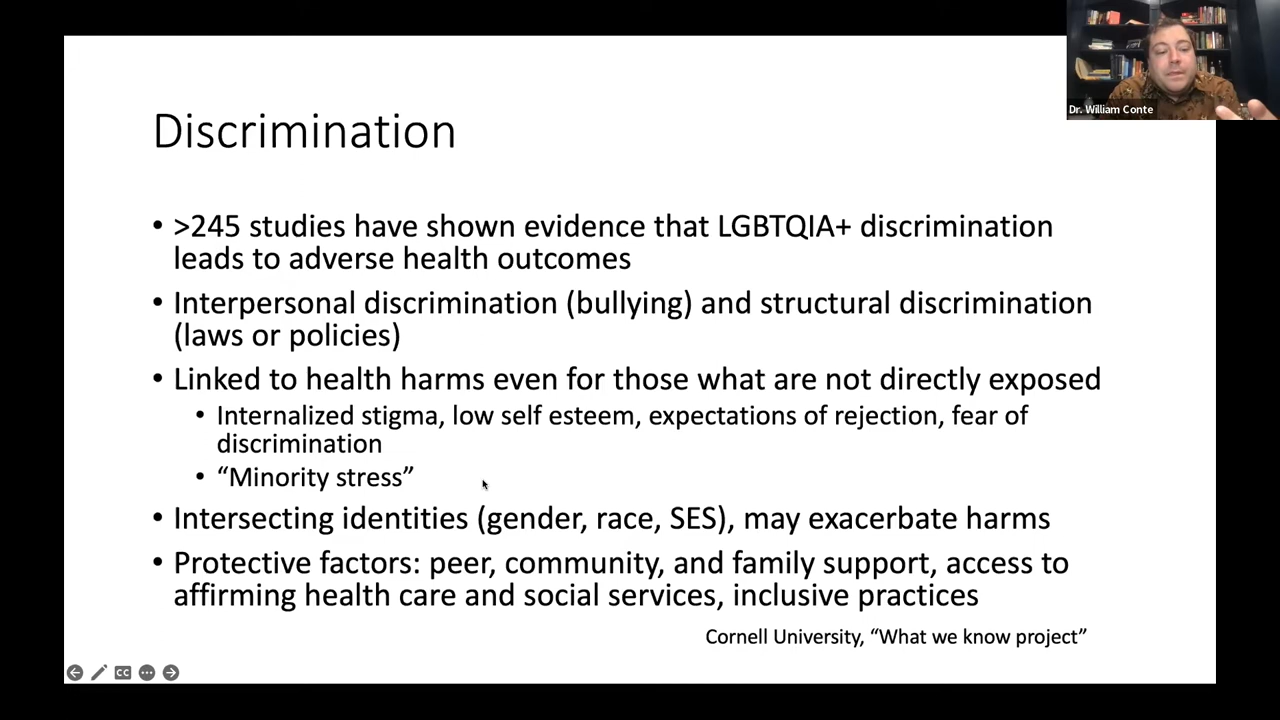 Dr. William Conte
Discrimination
• >245 studies have shown evidence that LGBTQIA+ discrimination
leads to adverse health outcomes
• Interpersonal discrimination (bullying) and structural discrimination
(laws or policies)
• Linked to health harms even for those what are not directly exposed
• Internalized stigma, low self esteem, expectations of rejection, fear of
discrimination
• “Minority stress”
• Intersecting identities (gender, race, SES), may exacerbate harms
• Protective factors: peer, community, and family support, access to
affirming health care and social services, inclusive practices
Cornell University, “What we know project”
CC